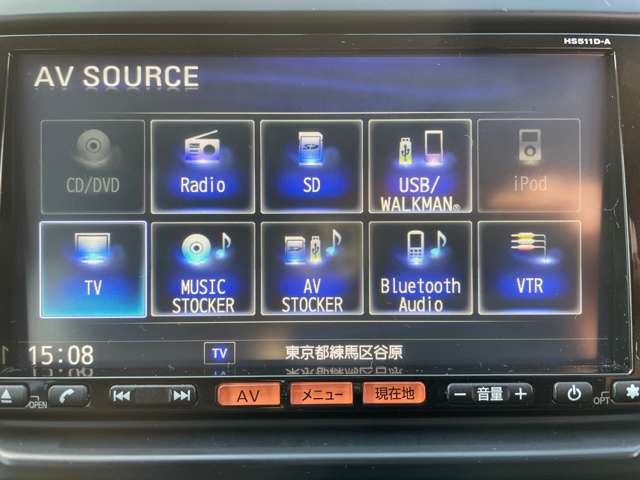 HS511D-A
AV SOURCE
CD/DVD
Radio
SD
USB/
WALKMAN®
iPod
TV
MUSIC
STOCKER
AV
STOCKER
Bluetooth
Audio
VTR
15:08
TV
東京都練馬区谷原
OPEN
AV
メニュー
現在地
− 音量 +
OPT